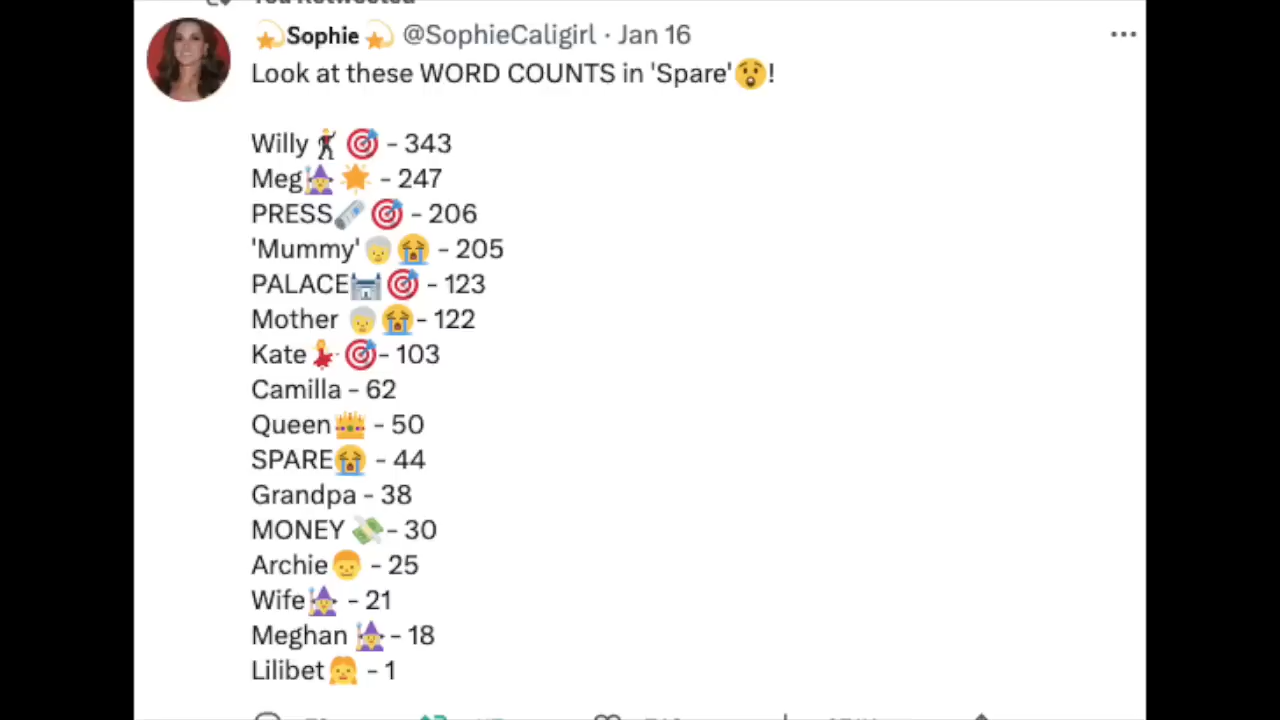 💫Sophie💫 @SophieCaligirl · Jan 16
Look at these WORD COUNTS in 'Spare'😲!
Willy🕺🎯 - 343
Meg🧙‍♀️🌟 - 247
PRESS🗞️🎯 - 206
'Mummy'🧓😭 - 205
PALACE🏰🎯 - 123
Mother 🧓😭- 122
Kate💃🎯- 103
Camilla - 62
Queen👑 - 50
SPARE😭 - 44
Grandpa - 38
MONEY 💸- 30
Archie👨‍🦰 - 25
Wife🧙‍♀️ - 21
Meghan 🧙‍♀️- 18
Lilibet👩‍🦰 - 1